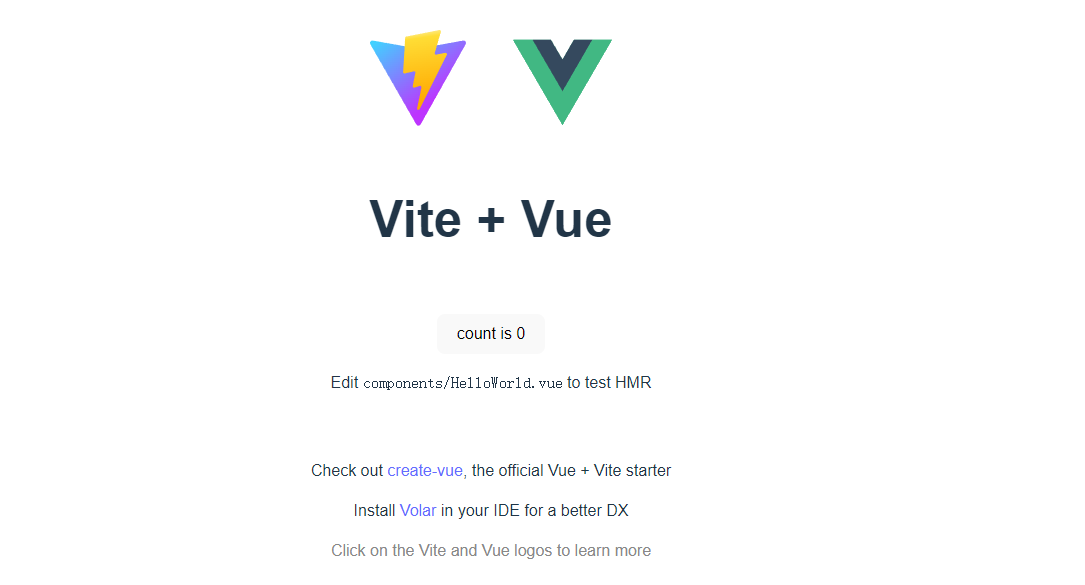 Vite + Vue
count is 0
Edit components/HelloWorld.vue to test HMR
Check out create-vue, the official Vue + Vite starter
Install Volar in your IDE for a better DX
Click on the Vite and Vue logos to learn more